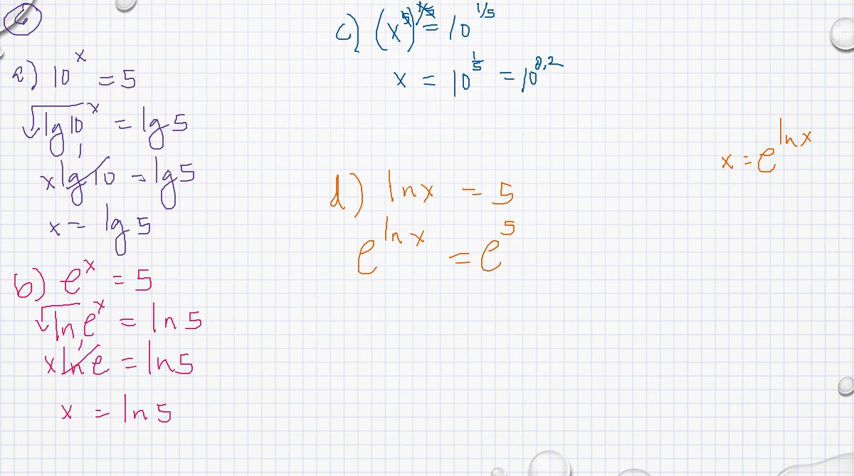 6
a) 10^x = 5
lg 10^x = lg 5
x lg 10 = lg 5
x = lg 5
b) e^x = 5
ln e^x = ln 5
x ln e = ln 5
x = ln 5
c) (x^5)^1/5 = 10^1/5
x = 10^1/5 = 10^0,2
d) ln x = 5
e^ln x = e^5
x = e^ln x